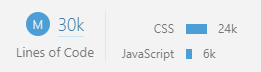 M 30k
Lines of Code
CSS 24k
JavaScript 6k